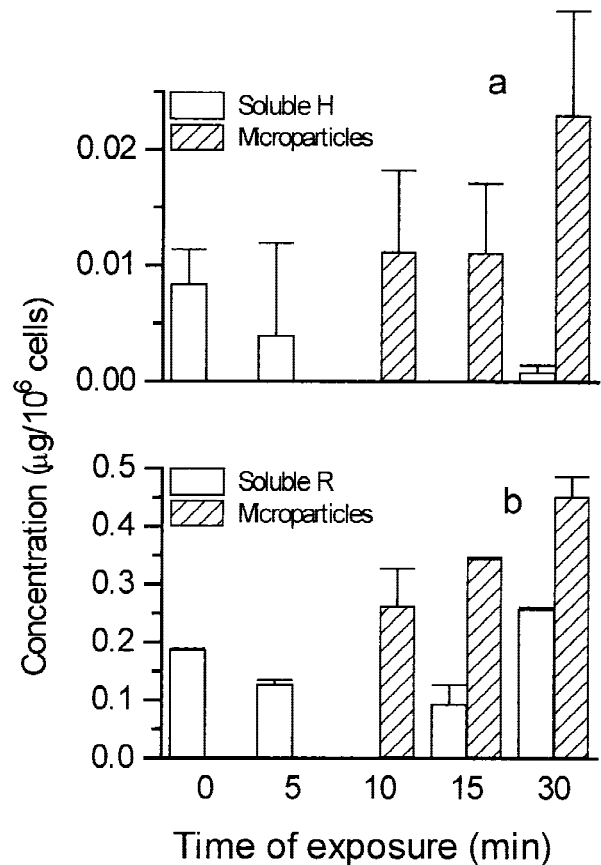 a
Soluble H
Microparticles
0.02
0.01
0.00
Concentration (μg/10⁶ cells)
b
Soluble R
Microparticles
0.5
0.4
0.3
0.2
0.1
0.0
0 5 10 15 30
Time of exposure (min)